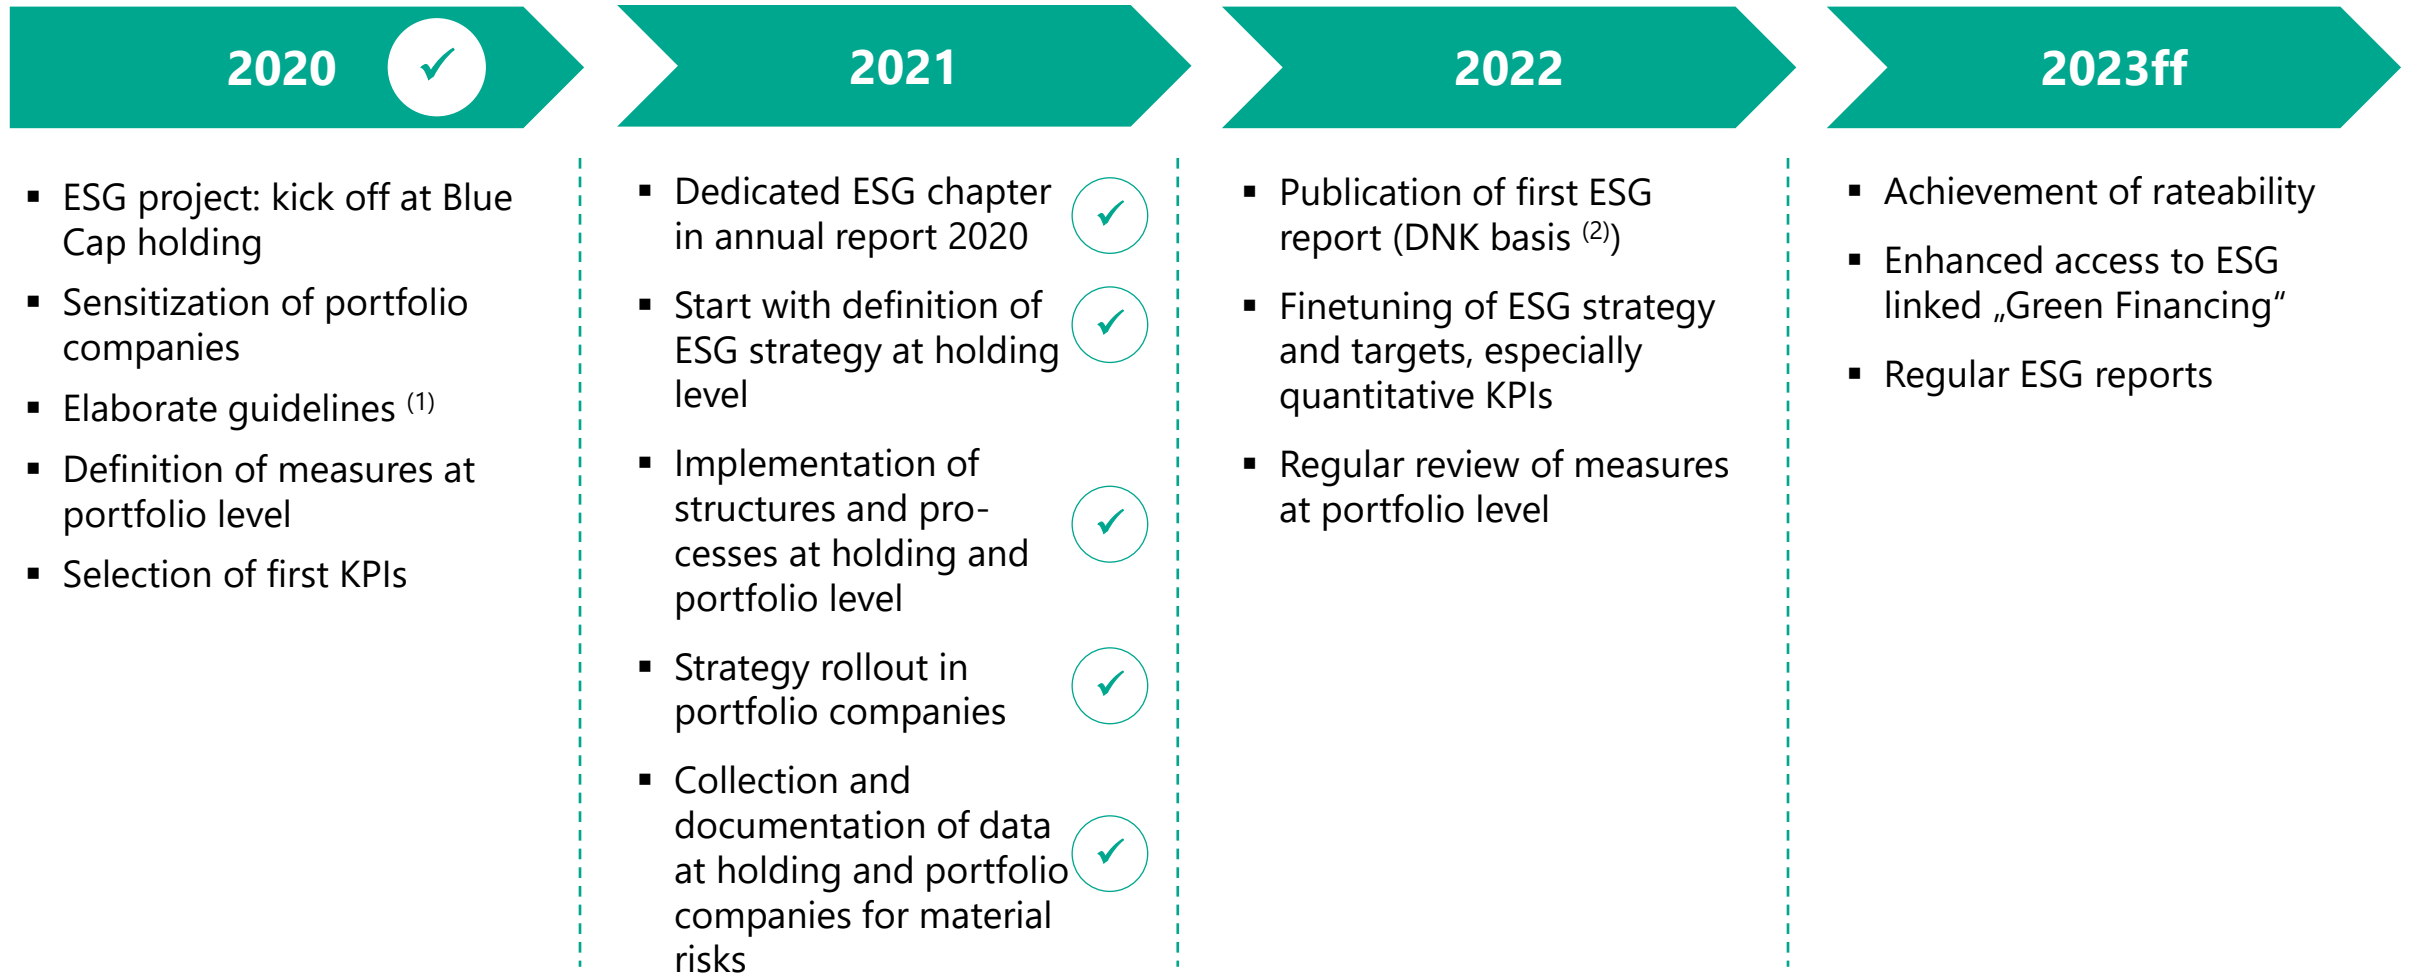 2020
ESG project: kick off at Blue
Cap holding
Sensitization of portfolio
companies
Elaborate guidelines (1)
Definition of measures at
portfolio level
Selection of first KPIs
2021
Dedicated ESG chapter
in annual report 2020
Start with definition of
ESG strategy at holding
level
Implementation of
structures and pro-
cesses at holding and
portfolio level
Strategy rollout in
portfolio companies
Collection and
documentation of data
at holding and portfolio
companies for material
risks
2022
Publication of first ESG
report (DNK basis (2))
Finetuning of ESG strategy
and targets, especially
quantitative KPIs
Regular review of measures
at portfolio level
2023ff
Achievement of rateability
Enhanced access to ESG
linked „Green Financing“
Regular ESG reports